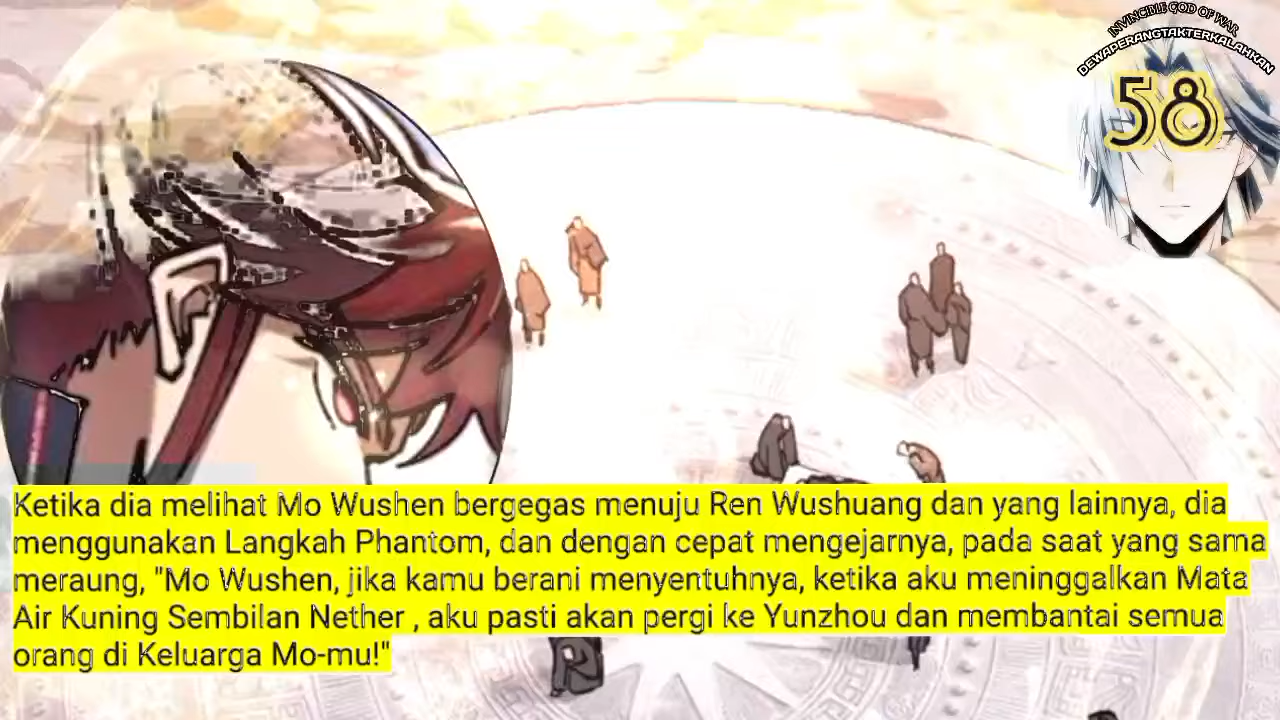 INVINCIBLE GOD OF WAR
DEWAPERANGTAKTERKALAHKAN
58
Ketika dia melihat Mo Wushen bergegas menuju Ren Wushuang dan yang lainnya, dia
menggunakan Langkah Phantom, dan dengan cepat mengejarnya, pada saat yang sama
meraung, "Mo Wushen, jika kamu berani menyentuhnya, ketika aku meninggalkan Mata
Air Kuning Sembilan Nether , aku pasti akan pergi ke Yunzhou dan membantai semua
orang di Keluarga Mo-mu!"